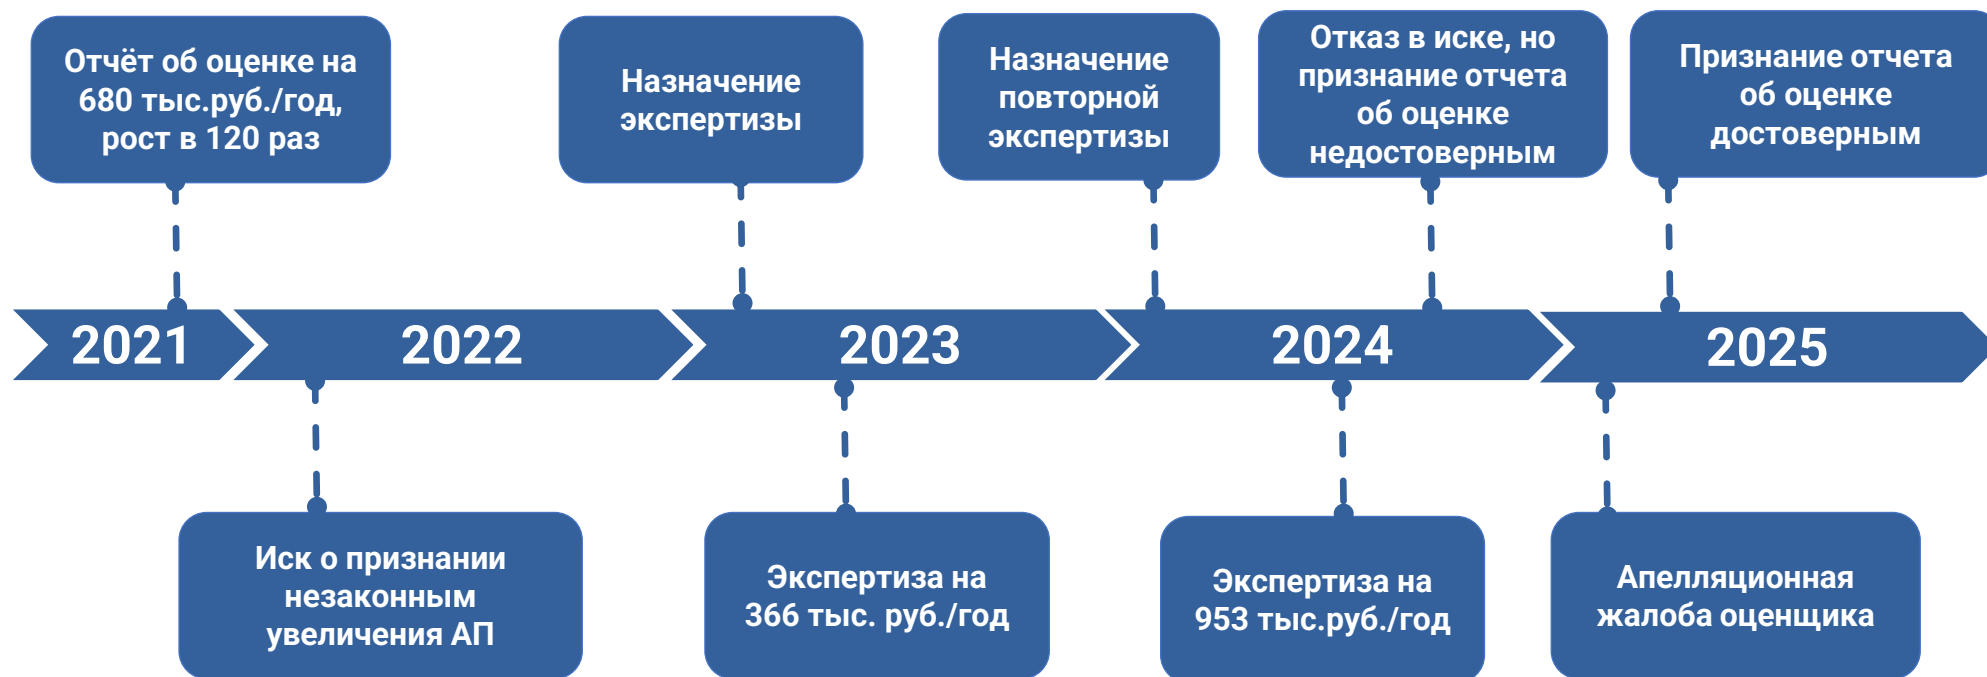 Отчёт об оценке на
680 тыс.руб./год,
рост в 120 раз
Назначение
экспертизы
Назначение
повторной
экспертизы
Отказ в иске, но
признание отчета
об оценке
недостоверным
Признание отчета
об оценке
достоверным
2021
2022
2023
2024
2025
Иск о признании
незаконным
увеличения АП
Экспертиза на
366 тыс. руб./год
Экспертиза на
953 тыс.руб./год
Апелляционная
жалоба оценщика